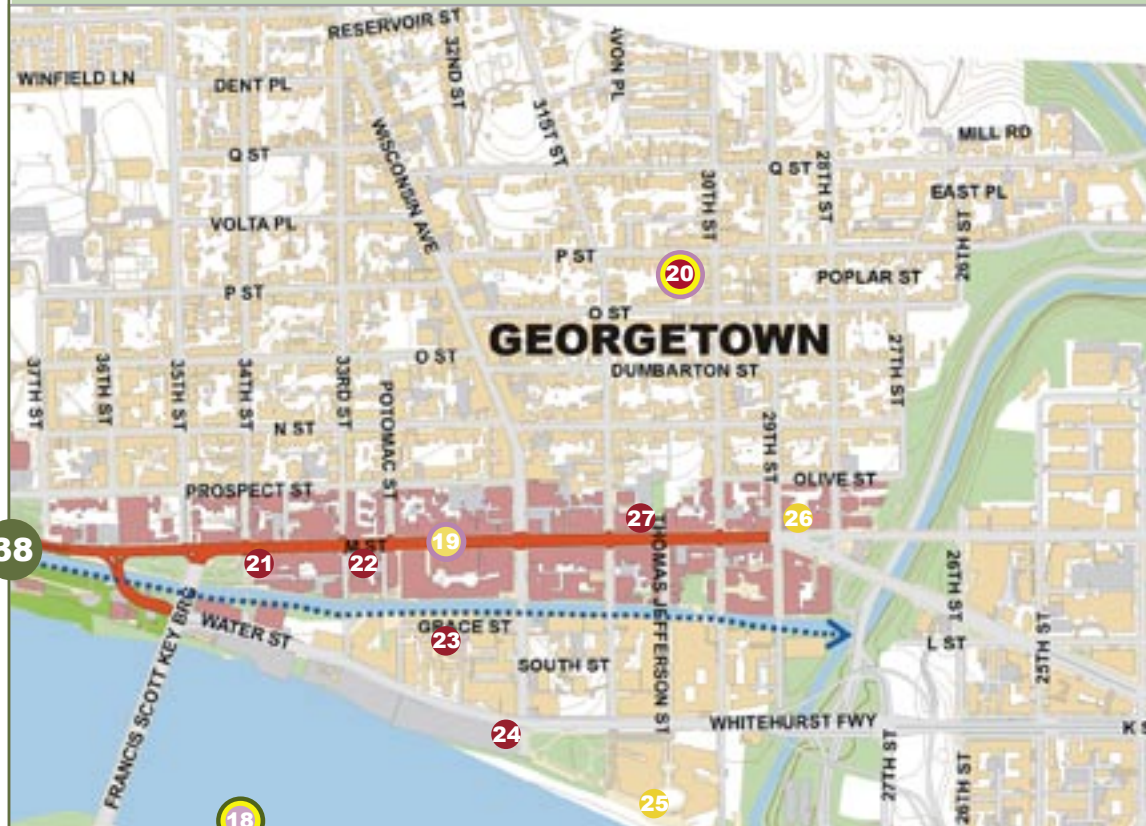 RESERVOIR ST
32ND ST
AVON PL
WINFIELD LN
DENT PL
31ST ST
WISCONSIN AVE
MILL RD
Q ST
Q ST
28TH ST
30TH ST
EAST PL
VOLTA PL
26TH ST
P ST
20
POPLAR ST
P ST
O ST
GEORGETOWN
O ST
DUMBARTON ST
27TH ST
37TH ST
36TH ST
35TH ST
34TH ST
33RD ST
POTOMAC ST
N ST
29TH ST
PROSPECT ST
OLIVE ST
27
26
38
21
22
19
THOMAS JEFFERSON ST
26TH ST
FRANCIS SCOTT KEY BRG
WATER ST
GRACE ST
23
L ST
25TH ST
SOUTH ST
24
WHITEHURST FWY
K S
27TH ST
26TH ST
25
18